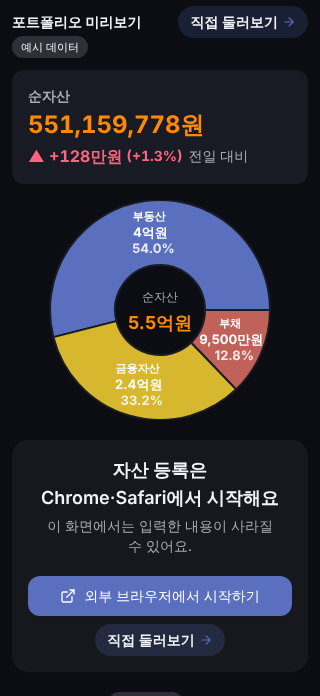 포트폴리오 미리보기
직접 둘러보기 →
예시 데이터
순자산
551,159,778원
▲ +128만원 (+1.3%) 전일 대비
부동산
4억원
54.0%
순자산
5.5억원
부채
9,500만원
12.8%
금융자산
2.4억원
33.2%
자산 등록은
Chrome·Safari에서 시작해요
이 화면에서는 입력한 내용이 사라질
수 있어요.
외부 브라우저에서 시작하기
직접 둘러보기 →